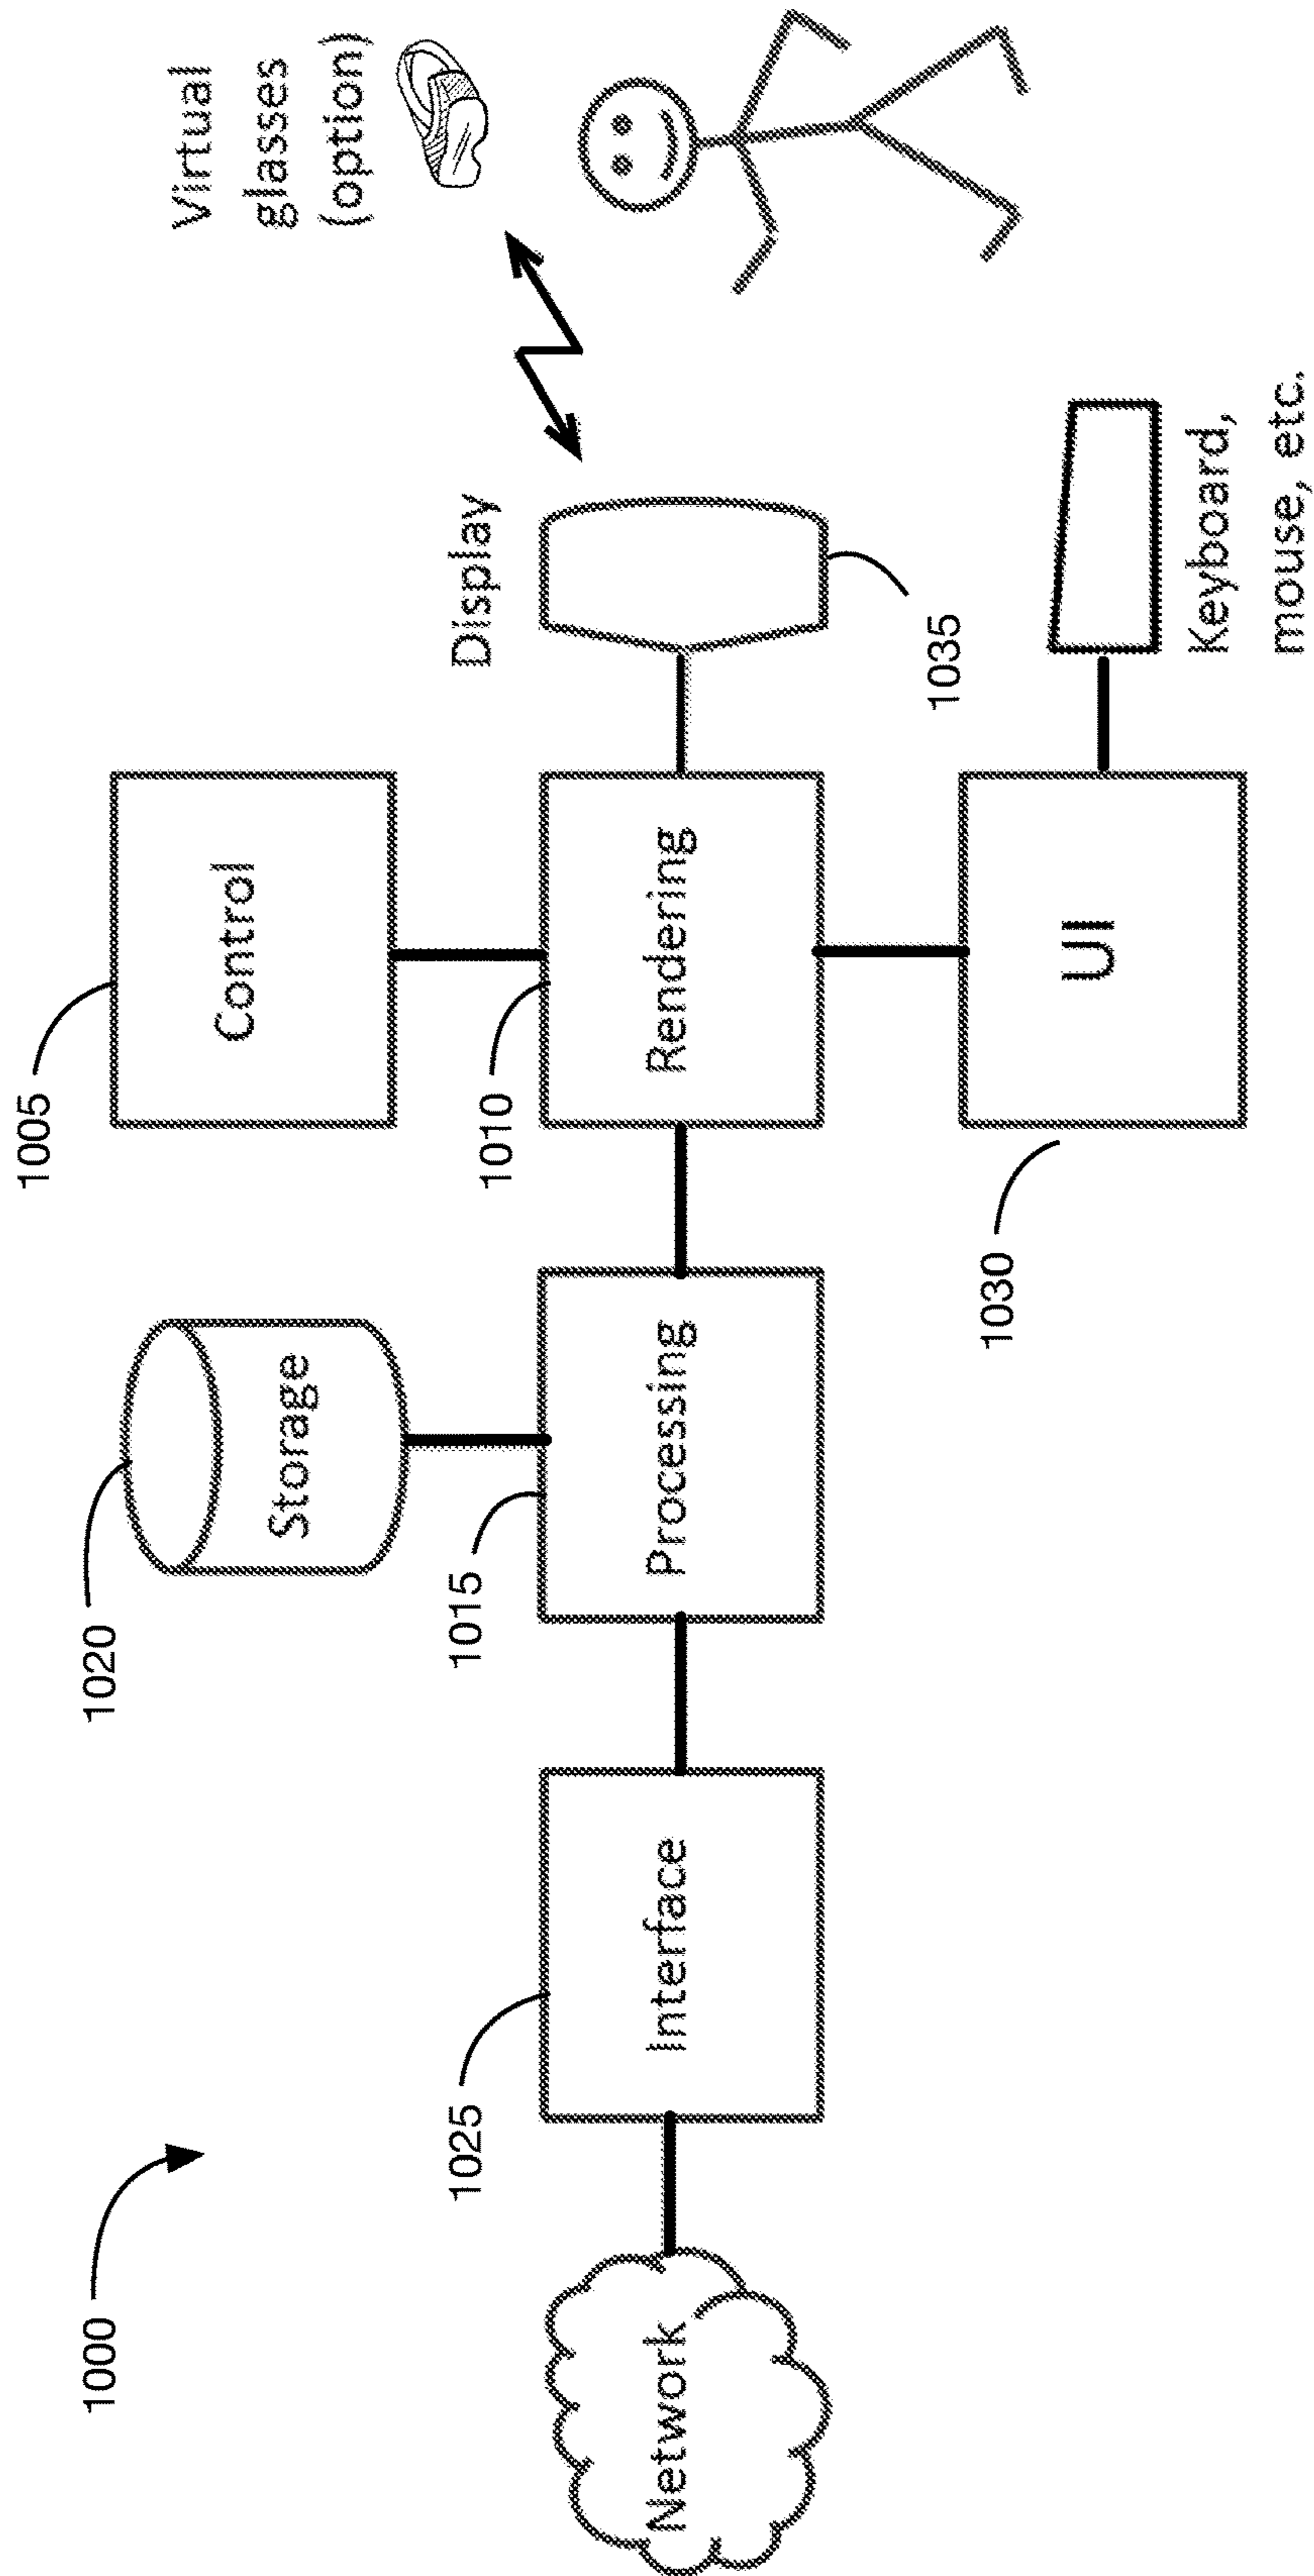 1000
1020
1005
Storage
Control
1025
1015
1010
Network
Interface
Processing
Rendering
Display
1035
Virtual
glasses
(option)
1030
UI
Keyboard,
mouse, etc.